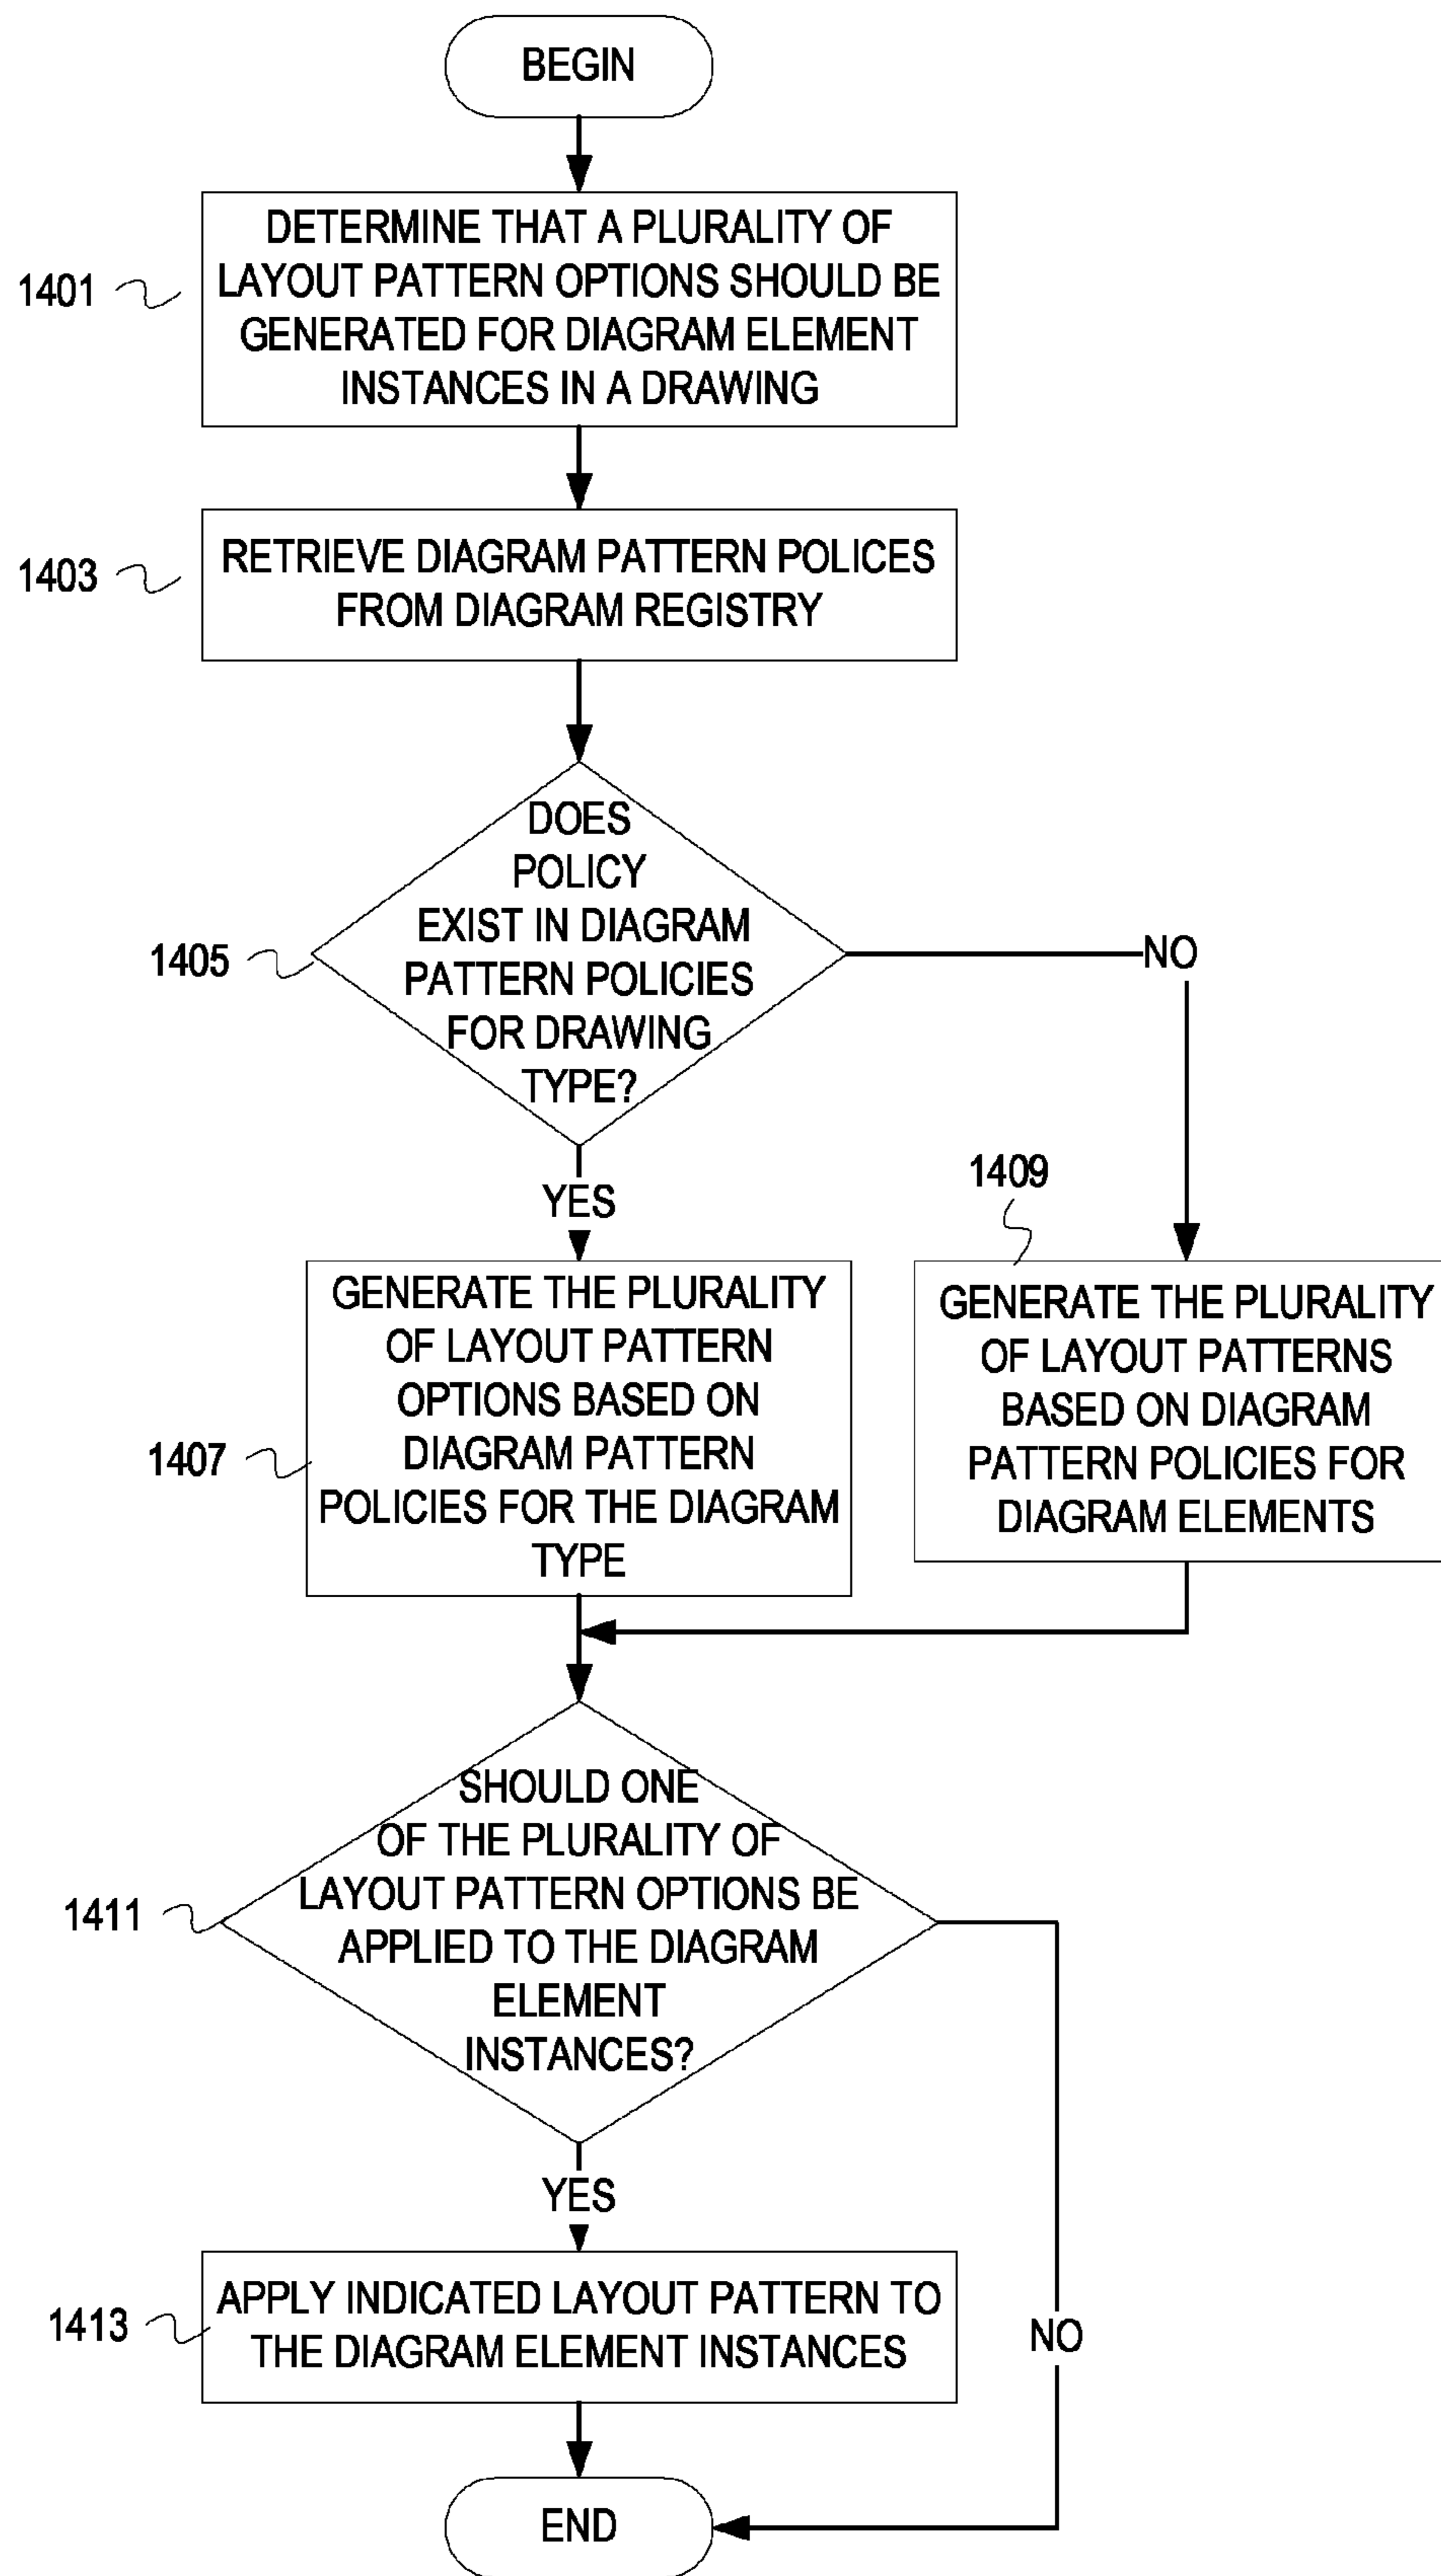 BEGIN
1401
DETERMINE THAT A PLURALITY OF
LAYOUT PATTERN OPTIONS SHOULD BE
GENERATED FOR DIAGRAM ELEMENT
INSTANCES IN A DRAWING
1403
RETRIEVE DIAGRAM PATTERN POLICES
FROM DIAGRAM REGISTRY
1405
DOES
POLICY
EXIST IN DIAGRAM
PATTERN POLICIES
FOR DRAWING
TYPE?
NO
YES
1407
GENERATE THE PLURALITY
OF LAYOUT PATTERN
OPTIONS BASED ON
DIAGRAM PATTERN
POLICIES FOR THE DIAGRAM
TYPE
1409
GENERATE THE PLURALITY
OF LAYOUT PATTERNS
BASED ON DIAGRAM
PATTERN POLICIES FOR
DIAGRAM ELEMENTS
1411
SHOULD ONE
OF THE PLURALITY OF
LAYOUT PATTERN OPTIONS BE
APPLIED TO THE DIAGRAM
ELEMENT
INSTANCES?
YES
NO
1413
APPLY INDICATED LAYOUT PATTERN TO
THE DIAGRAM ELEMENT INSTANCES
END